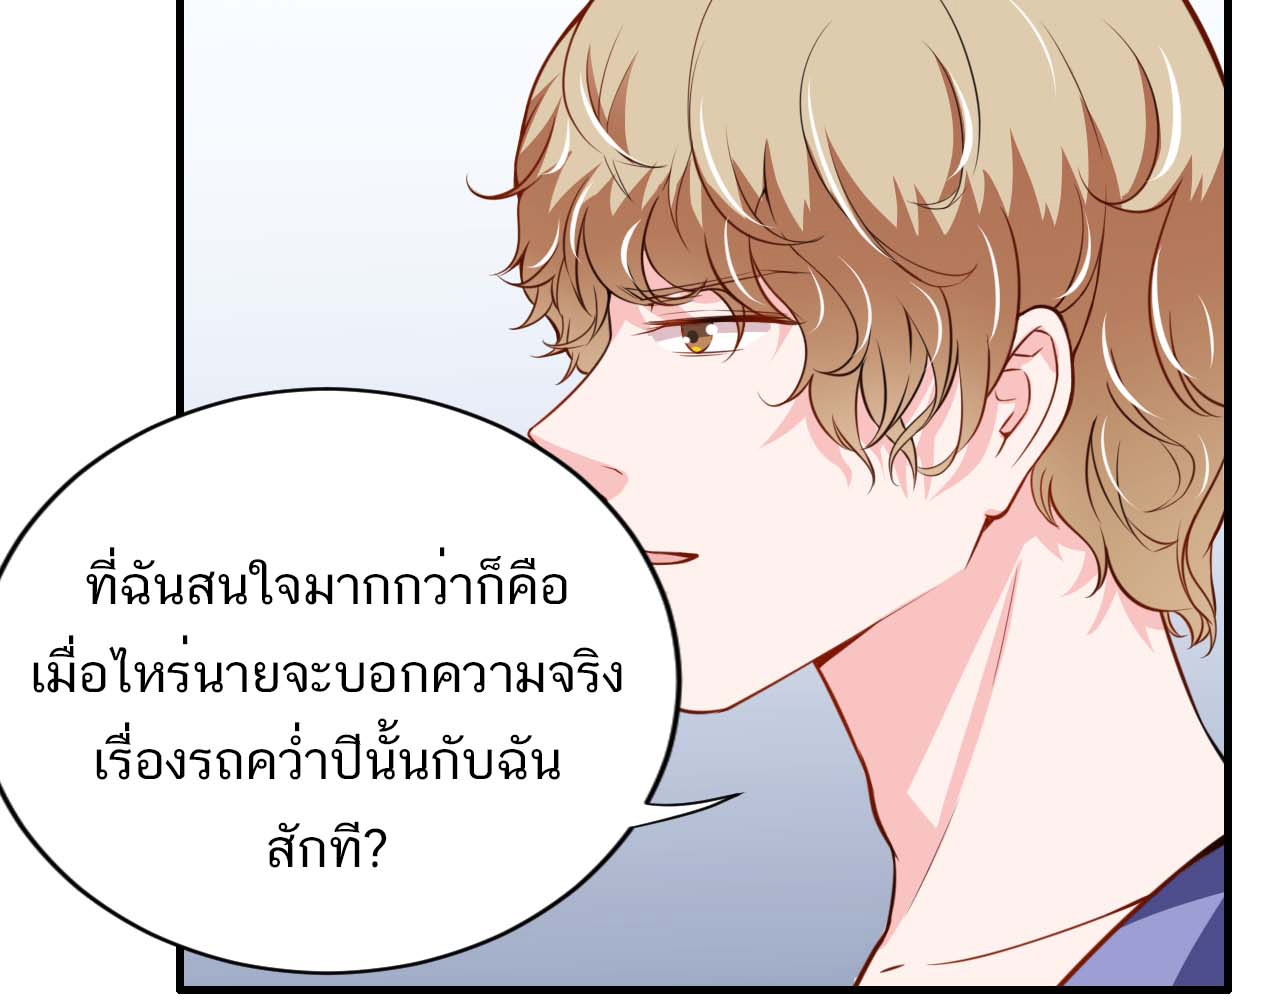 ที่ฉันสนใจมากกว่าก็คือ
เมื่อไหร่นายจะบอกความจริง
เรื่องรถคว่ำปีนั้นกับฉัน
สักที?